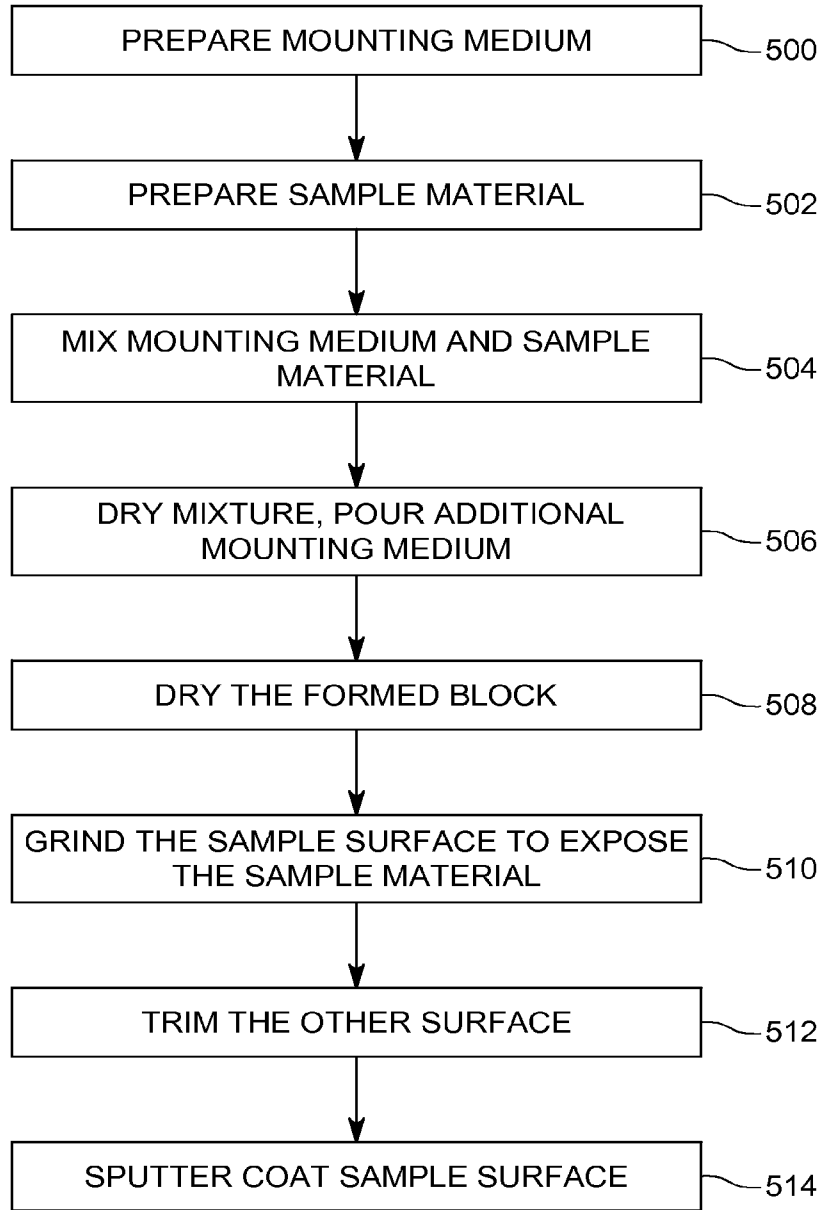 PREPARE MOUNTING MEDIUM
500
PREPARE SAMPLE MATERIAL
502
MIX MOUNTING MEDIUM AND SAMPLE
MATERIAL
504
DRY MIXTURE, POUR ADDITIONAL
MOUNTING MEDIUM
506
DRY THE FORMED BLOCK
508
GRIND THE SAMPLE SURFACE TO EXPOSE
THE SAMPLE MATERIAL
510
TRIM THE OTHER SURFACE
512
SPUTTER COAT SAMPLE SURFACE
514